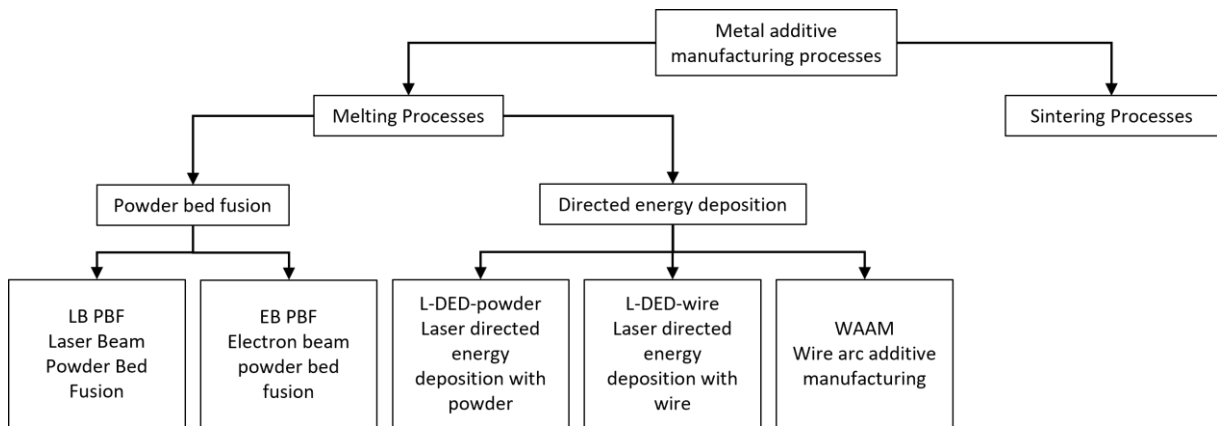 Metal additive
manufacturing processes
Melting Processes
Sintering Processes
Powder bed fusion
Directed energy deposition
LB PBF
Laser Beam
Powder Bed
Fusion
EB PBF
Electron beam
powder bed
fusion
L-DED-powder
Laser directed
energy
deposition with
powder
L-DED-wire
Laser directed
energy
deposition with
wire
WAAM
Wire arc additive
manufacturing